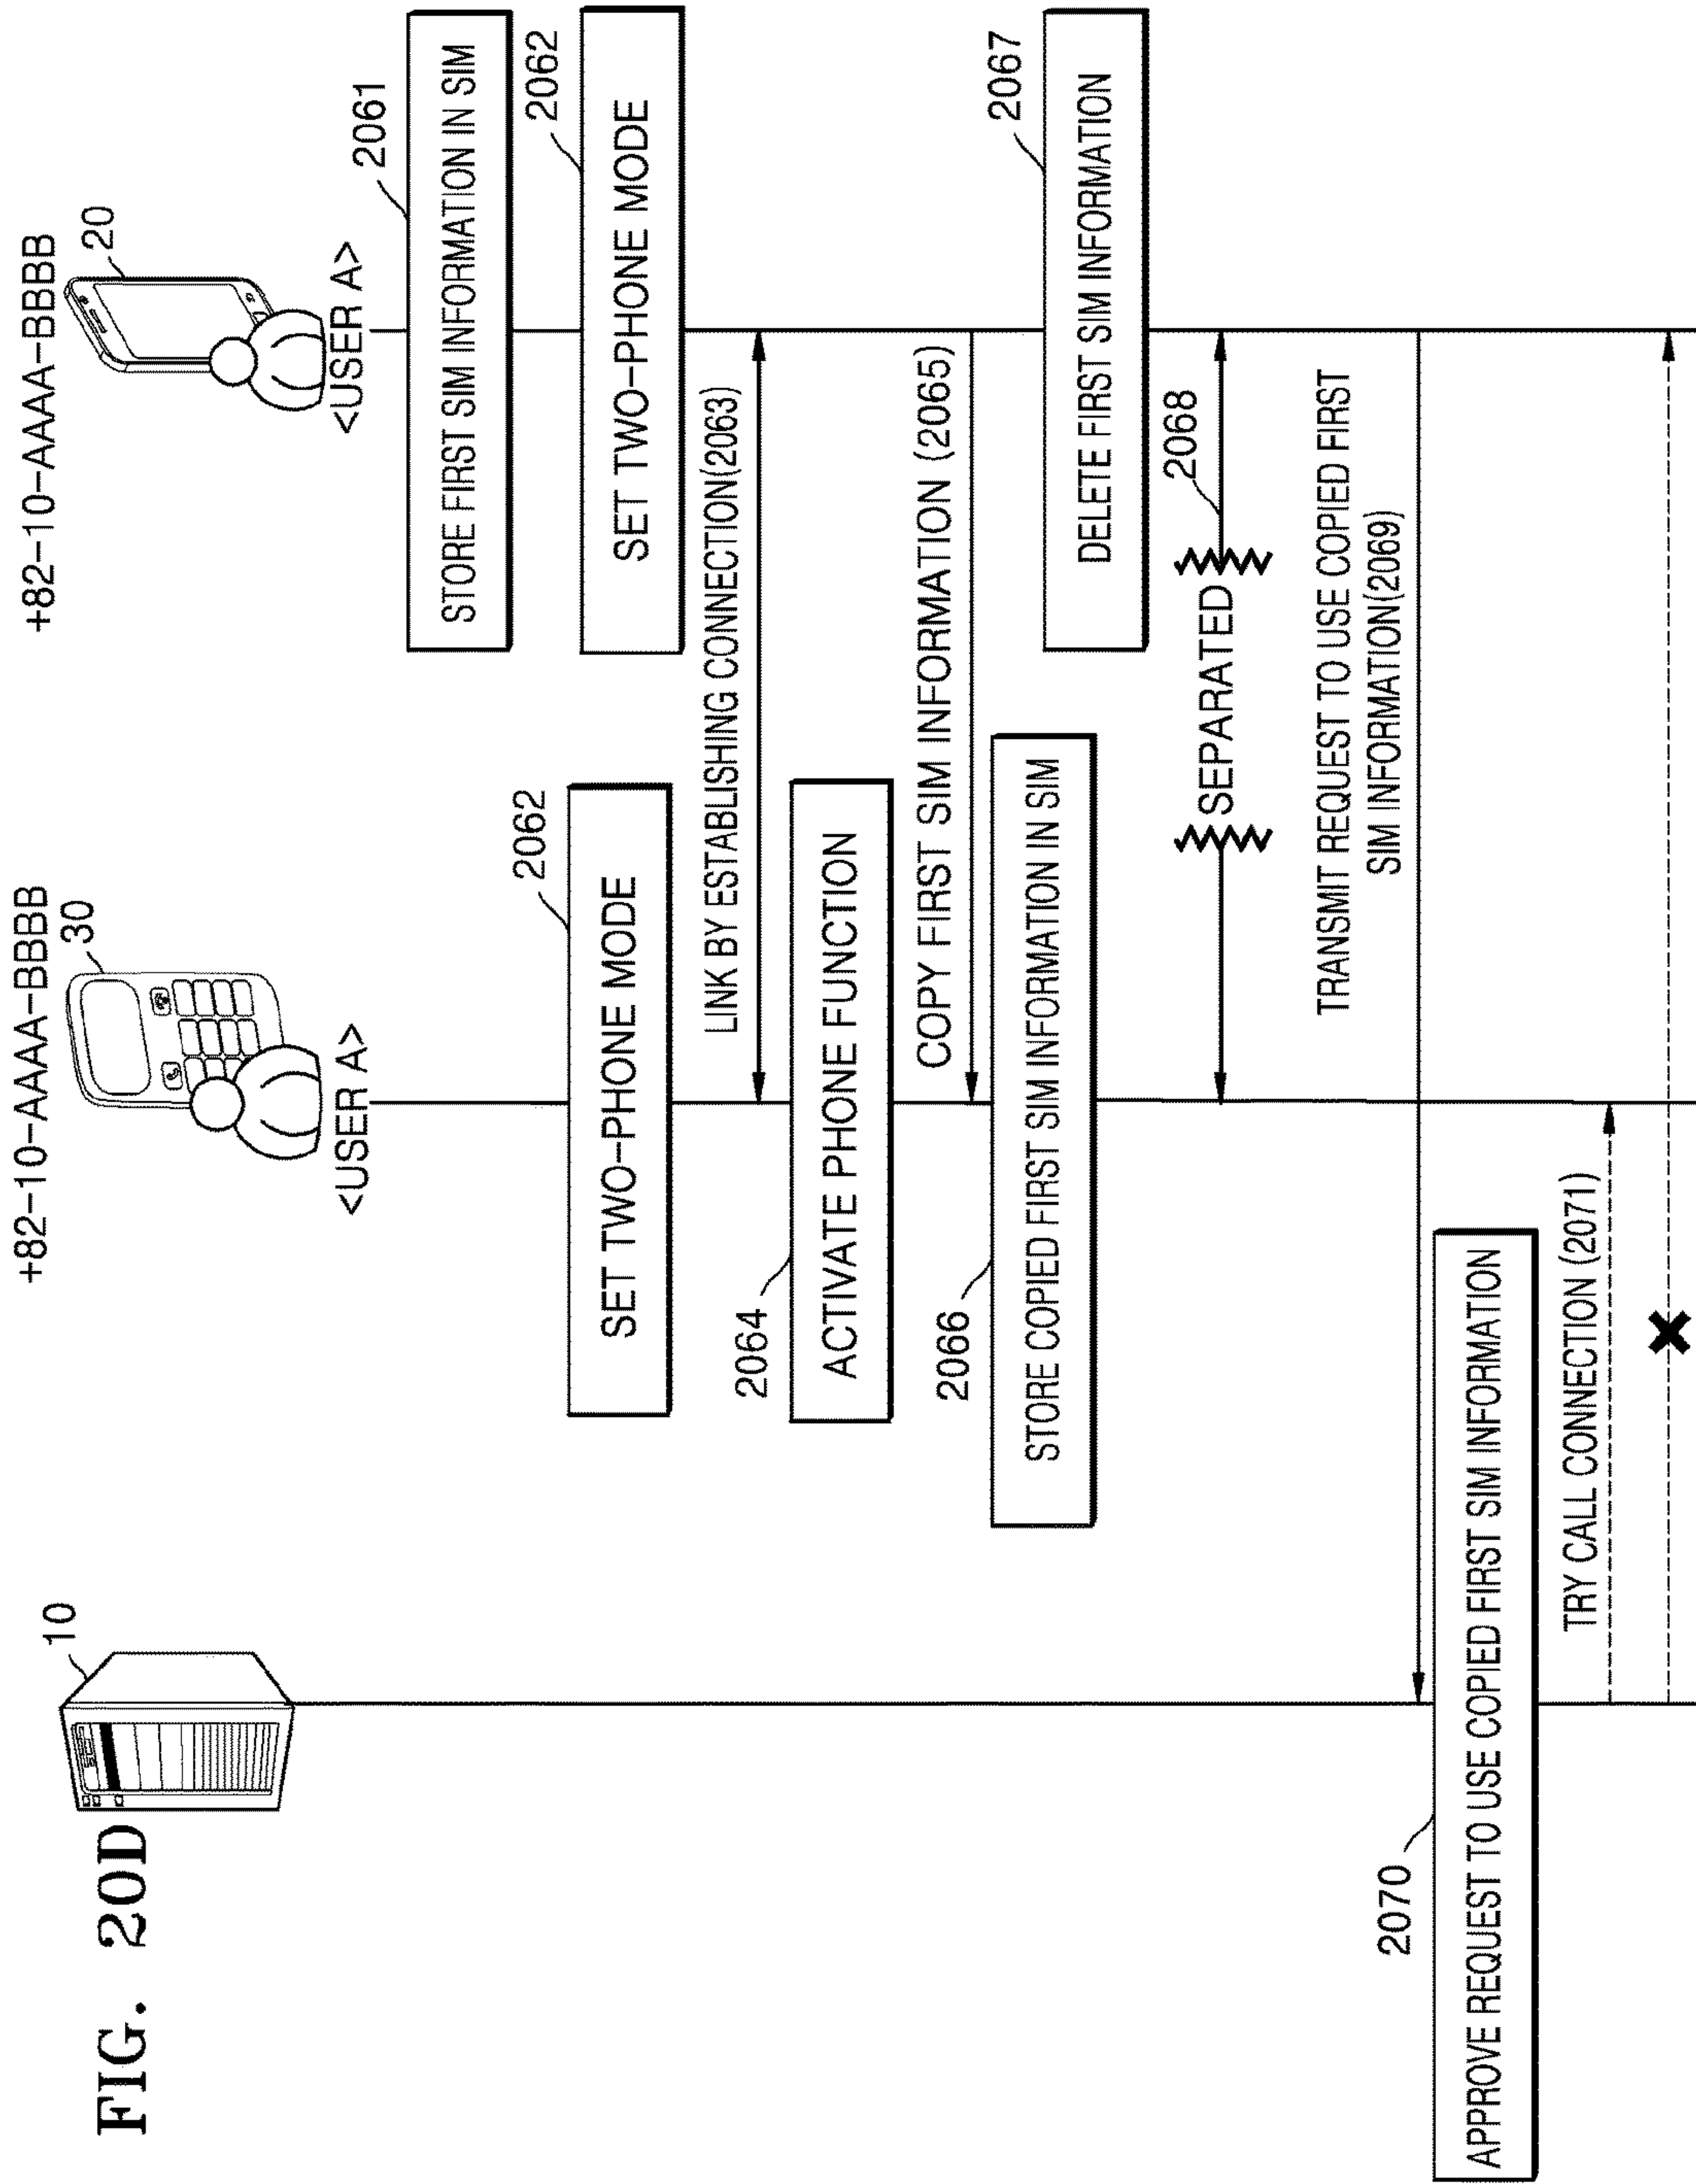 FIG. 20D
10
+82-10-AAAA-BBBB
30
<USER A>
+82-10-AAAA-BBBB
20
<USER A>
2061
STORE FIRST SIM INFORMATION IN SIM
2062
SET TWO-PHONE MODE
2062
SET TWO-PHONE MODE
LINK BY ESTABLISHING CONNECTION(2063)
2064
ACTIVATE PHONE FUNCTION
COPY FIRST SIM INFORMATION (2065)
2066
STORE COPIED FIRST SIM INFORMATION IN SIM
2067
DELETE FIRST SIM INFORMATION
SEPARATED
2068
TRANSMIT REQUEST TO USE COPIED FIRST
SIM INFORMATION(2069)
2070
APPROVE REQUEST TO USE COPIED FIRST SIM INFORMATION
TRY CALL CONNECTION (2071)